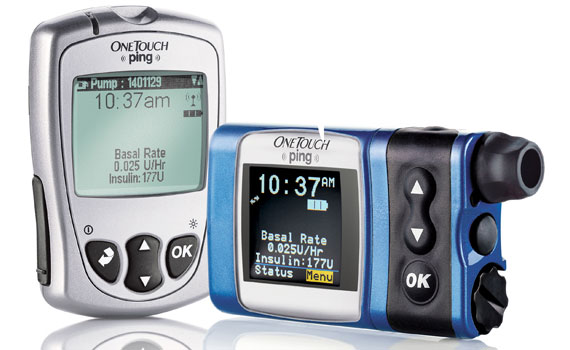 ONETOUCH
ping
Pump : 1401129
10:37am
Basal Rate
0.025 U/Hr
Insulin:177U
OK
ONETOUCH
ping
10:37AM
Basal Rate
0.025U/Hr
Insulin:177U
Status Menu
OK